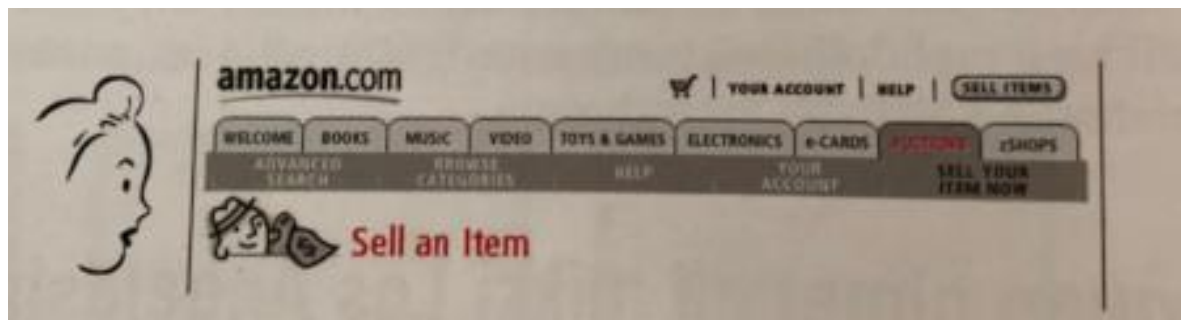 amazon.com
YOUR ACCOUNT | HELP | SELL ITEMS
WELCOME BOOKS MUSIC VIDEO TOYS & GAMES ELECTRONICS e-CARDS AUCTIONS zSHOPS
ADVANCED SEARCH BROWSE CATEGORIES HELP YOUR ACCOUNT SELL YOUR ITEM NOW
Sell an Item